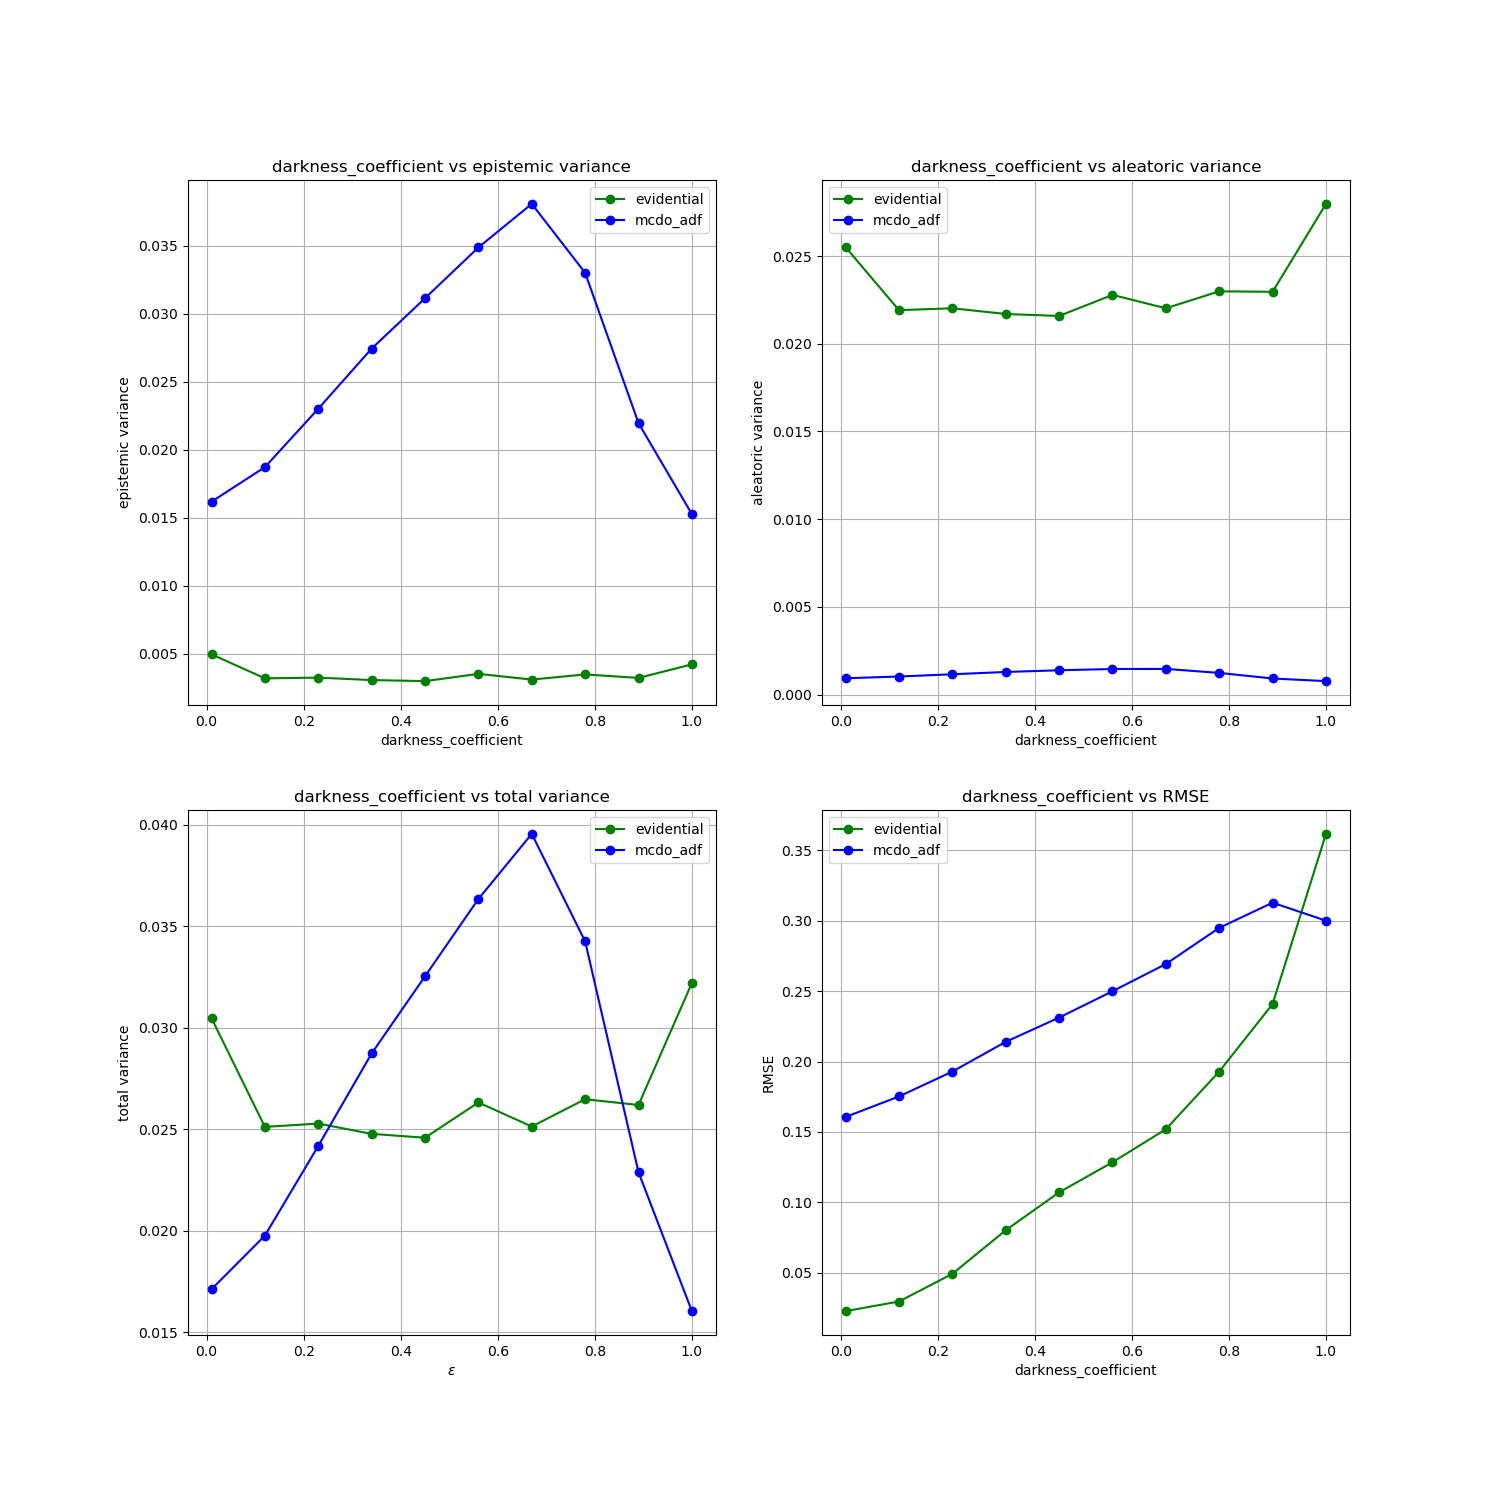 darkness_coefficient vs epistemic variance
evidential
mcdo_adf
epistemic variance
0.035
0.030
0.025
0.020
0.015
0.010
0.005
0.0 0.2 0.4 0.6 0.8 1.0
darkness_coefficient
darkness_coefficient vs aleatoric variance
evidential
mcdo_adf
aleatoric variance
0.025
0.020
0.015
0.010
0.005
0.000
0.0 0.2 0.4 0.6 0.8 1.0
darkness_coefficient
darkness_coefficient vs total variance
evidential
mcdo_adf
total variance
0.040
0.035
0.030
0.025
0.020
0.015
0.0 0.2 0.4 0.6 0.8 1.0
ε
darkness_coefficient vs RMSE
evidential
mcdo_adf
RMSE
0.35
0.30
0.25
0.20
0.15
0.10
0.05
0.0 0.2 0.4 0.6 0.8 1.0
darkness_coefficient